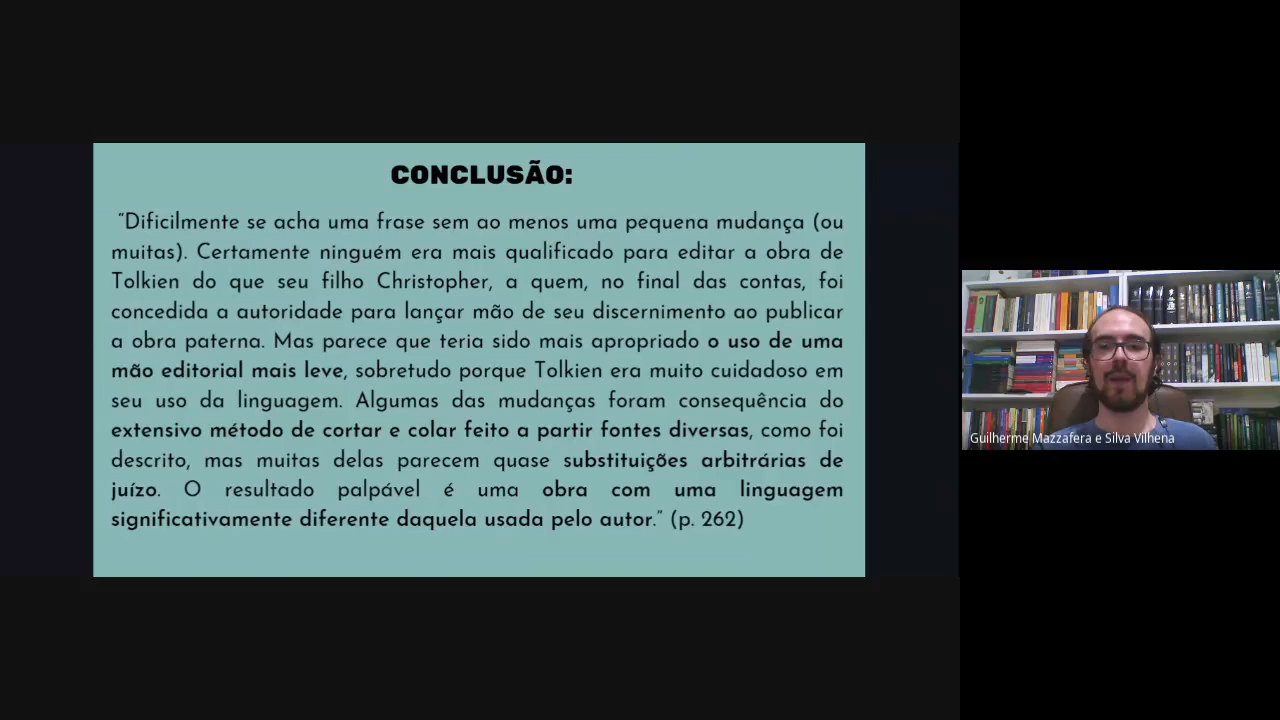 CONCLUSÃO:
“Dificilmente se acha uma frase sem ao menos uma pequena mudança (ou
muitas). Certamente ninguém era mais qualificado para editar a obra de
Tolkien do que seu filho Christopher, a quem, no final das contas, foi
concedida a autoridade para lançar mão de seu discernimento ao publicar
a obra paterna. Mas parece que teria sido mais apropriado o uso de uma
mão editorial mais leve, sobretudo porque Tolkien era muito cuidadoso em
seu uso da linguagem. Algumas das mudanças foram consequência do
extensivo método de cortar e colar feito a partir fontes diversas, como foi
descrito, mas muitas delas parecem quase substituições arbitrárias de
juízo. O resultado palpável é uma obra com uma linguagem
significativamente diferente daquela usada pelo autor.” (p. 262)
Guilherme Mazzafera e Silva Vilhena